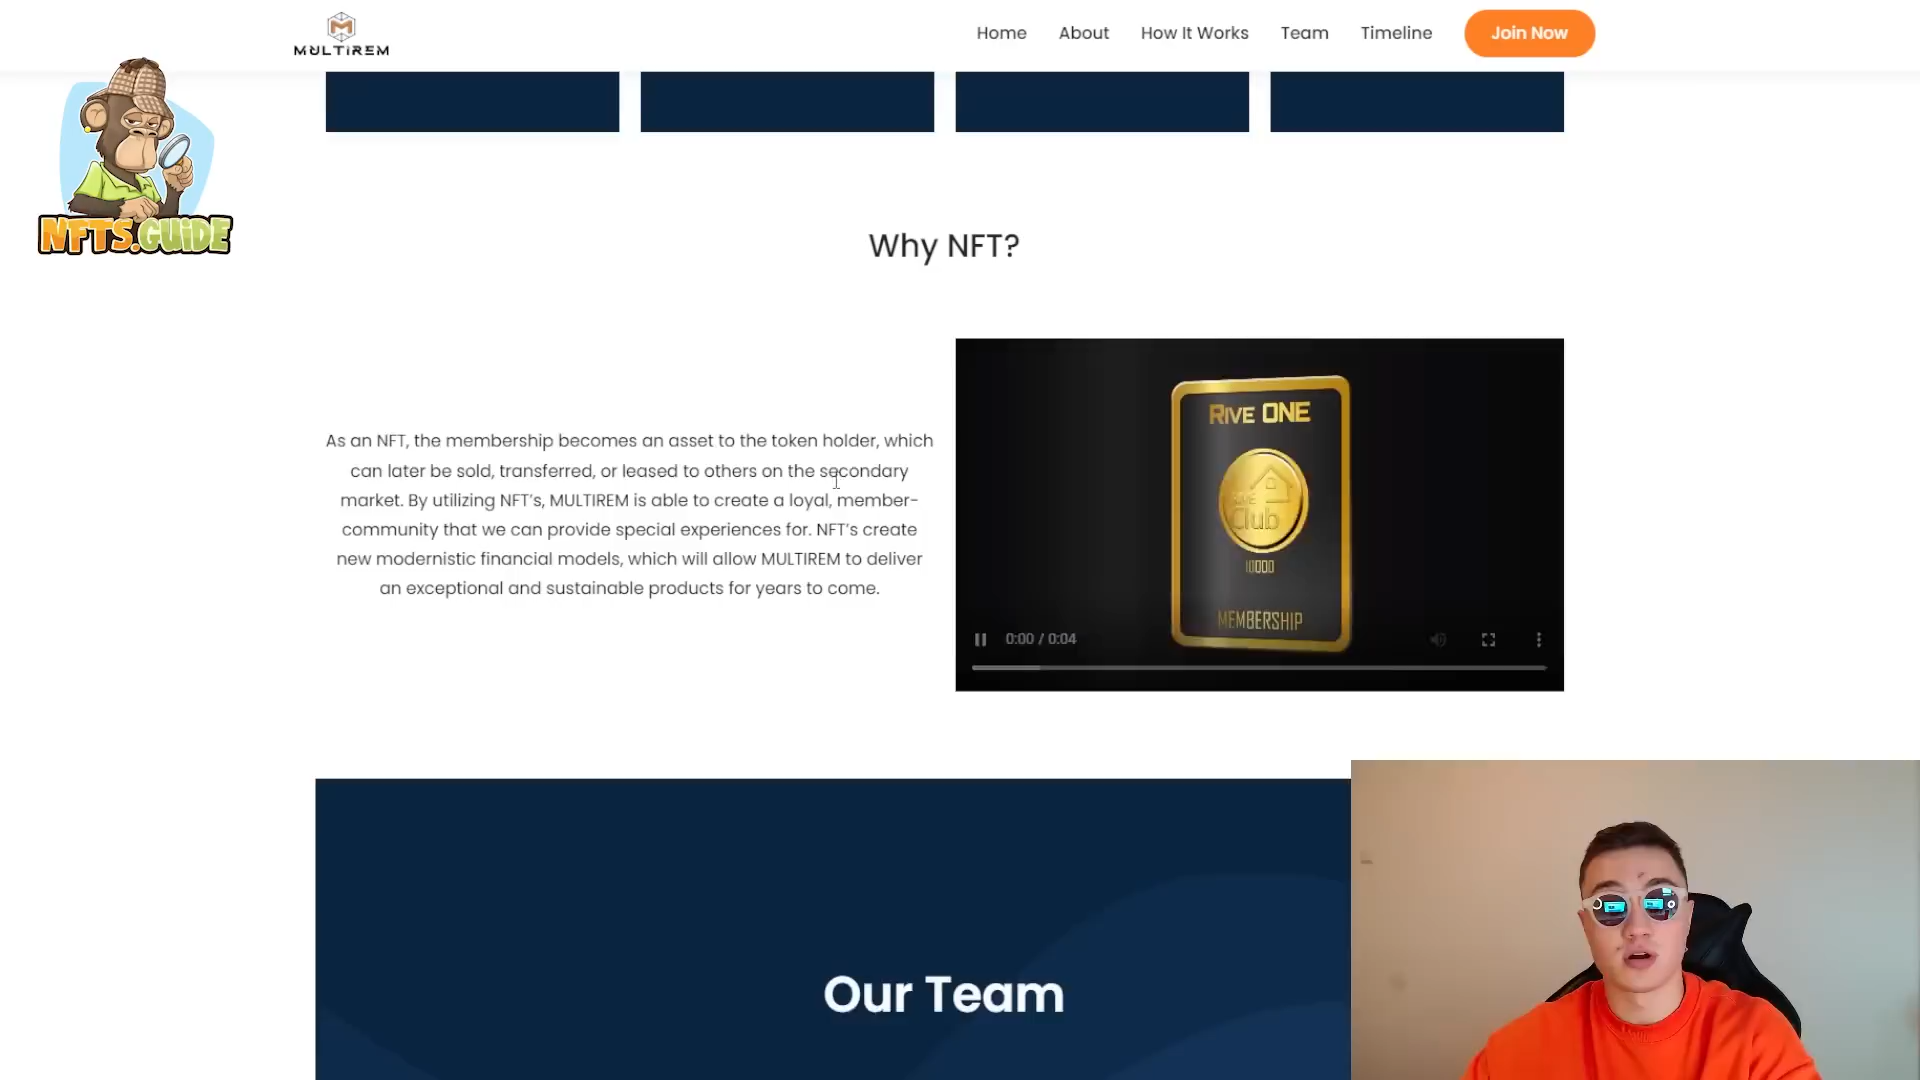 MULTIREM
Home
About
How It Works
Team
Timeline
Join Now
NFTS.GUIDE
Why NFT?
As an NFT, the membership becomes an asset to the token holder, which
can later be sold, transferred, or leased to others on the secondary
market. By utilizing NFT's, MULTIREM is able to create a loyal, member-
community that we can provide special experiences for. NFT's create
new modernistic financial models, which will allow MULTIREM to deliver
an exceptional and sustainable products for years to come.
RIVE ONE
RIVE
Club
10000
MEMBERSHIP
0:00 / 0:04
Our Team